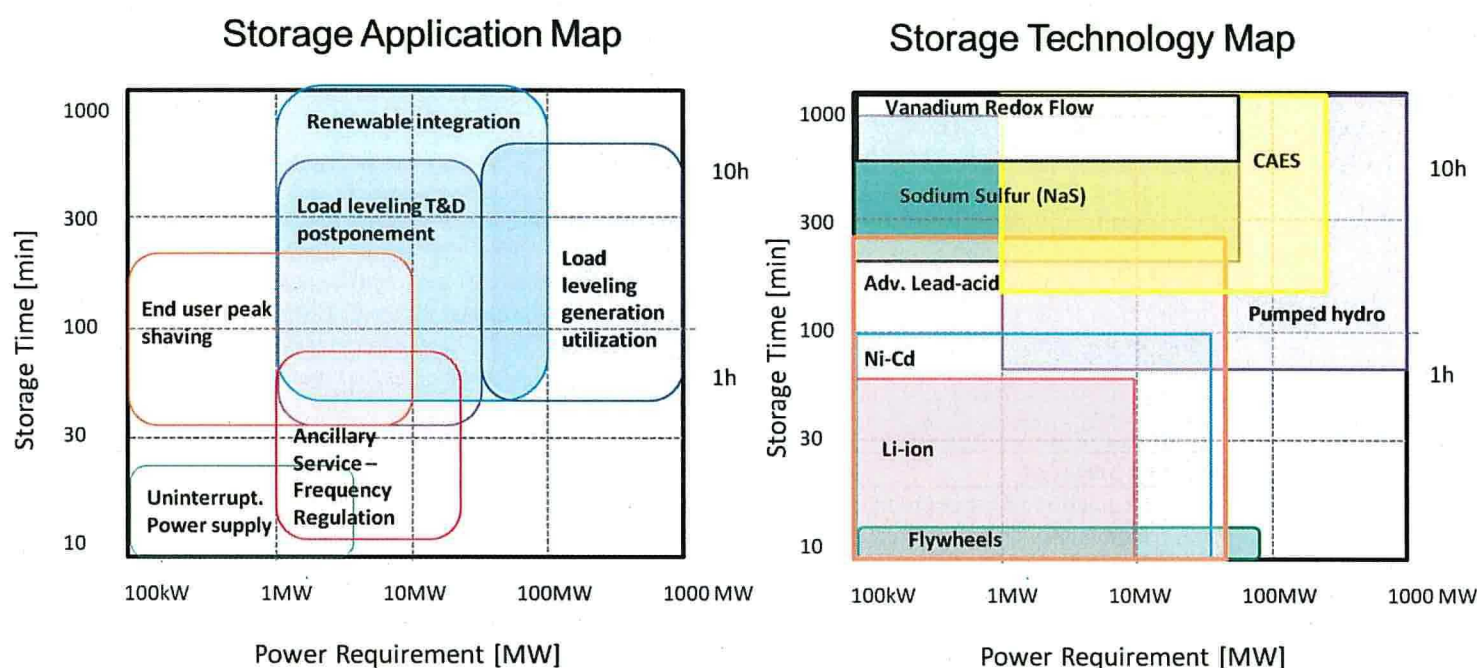 Storage Application Map
1000
300
100
30
10
Storage Time [min]
Renewable integration
Load leveling T&D
postponement
End user peak
shaving
Load
leveling
generation
utilization
Ancillary
Service –
Frequency
Regulation
Uninterrupt.
Power supply
10h
1h
100kW
1MW
10MW
100MW
1000 MW
Power Requirement [MW]
Storage Technology Map
1000
300
100
30
10
Storage Time [min]
Vanadium Redox Flow
CAES
Sodium Sulfur (NaS)
Adv. Lead-acid
Pumped hydro
Ni-Cd
Li-ion
Flywheels
10h
1h
100kW
1MW
10MW
100MW
1000 MW
Power Requirement [MW]